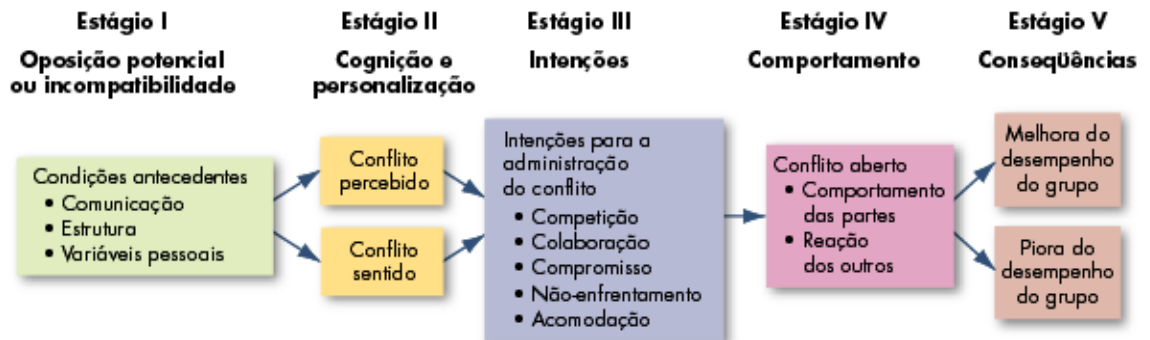 Estágio I
Oposição potencial
ou incompatibilidade
Estágio II
Cognição e
personalização
Estágio III
Intenções
Estágio IV
Comportamento
Estágio V
Conseqüências
Condições antecedentes
• Comunicação
• Estrutura
• Variáveis pessoais
Conflito
percebido
Conflito
sentido
Intenções para a
administração
do conflito
• Competição
• Colaboração
• Compromisso
• Não-enfrentamento
• Acomodação
Conflito aberto
• Comportamento
das partes
• Reação
dos outros
Melhora do
desempenho
do grupo
Piora do
desempenho
do grupo